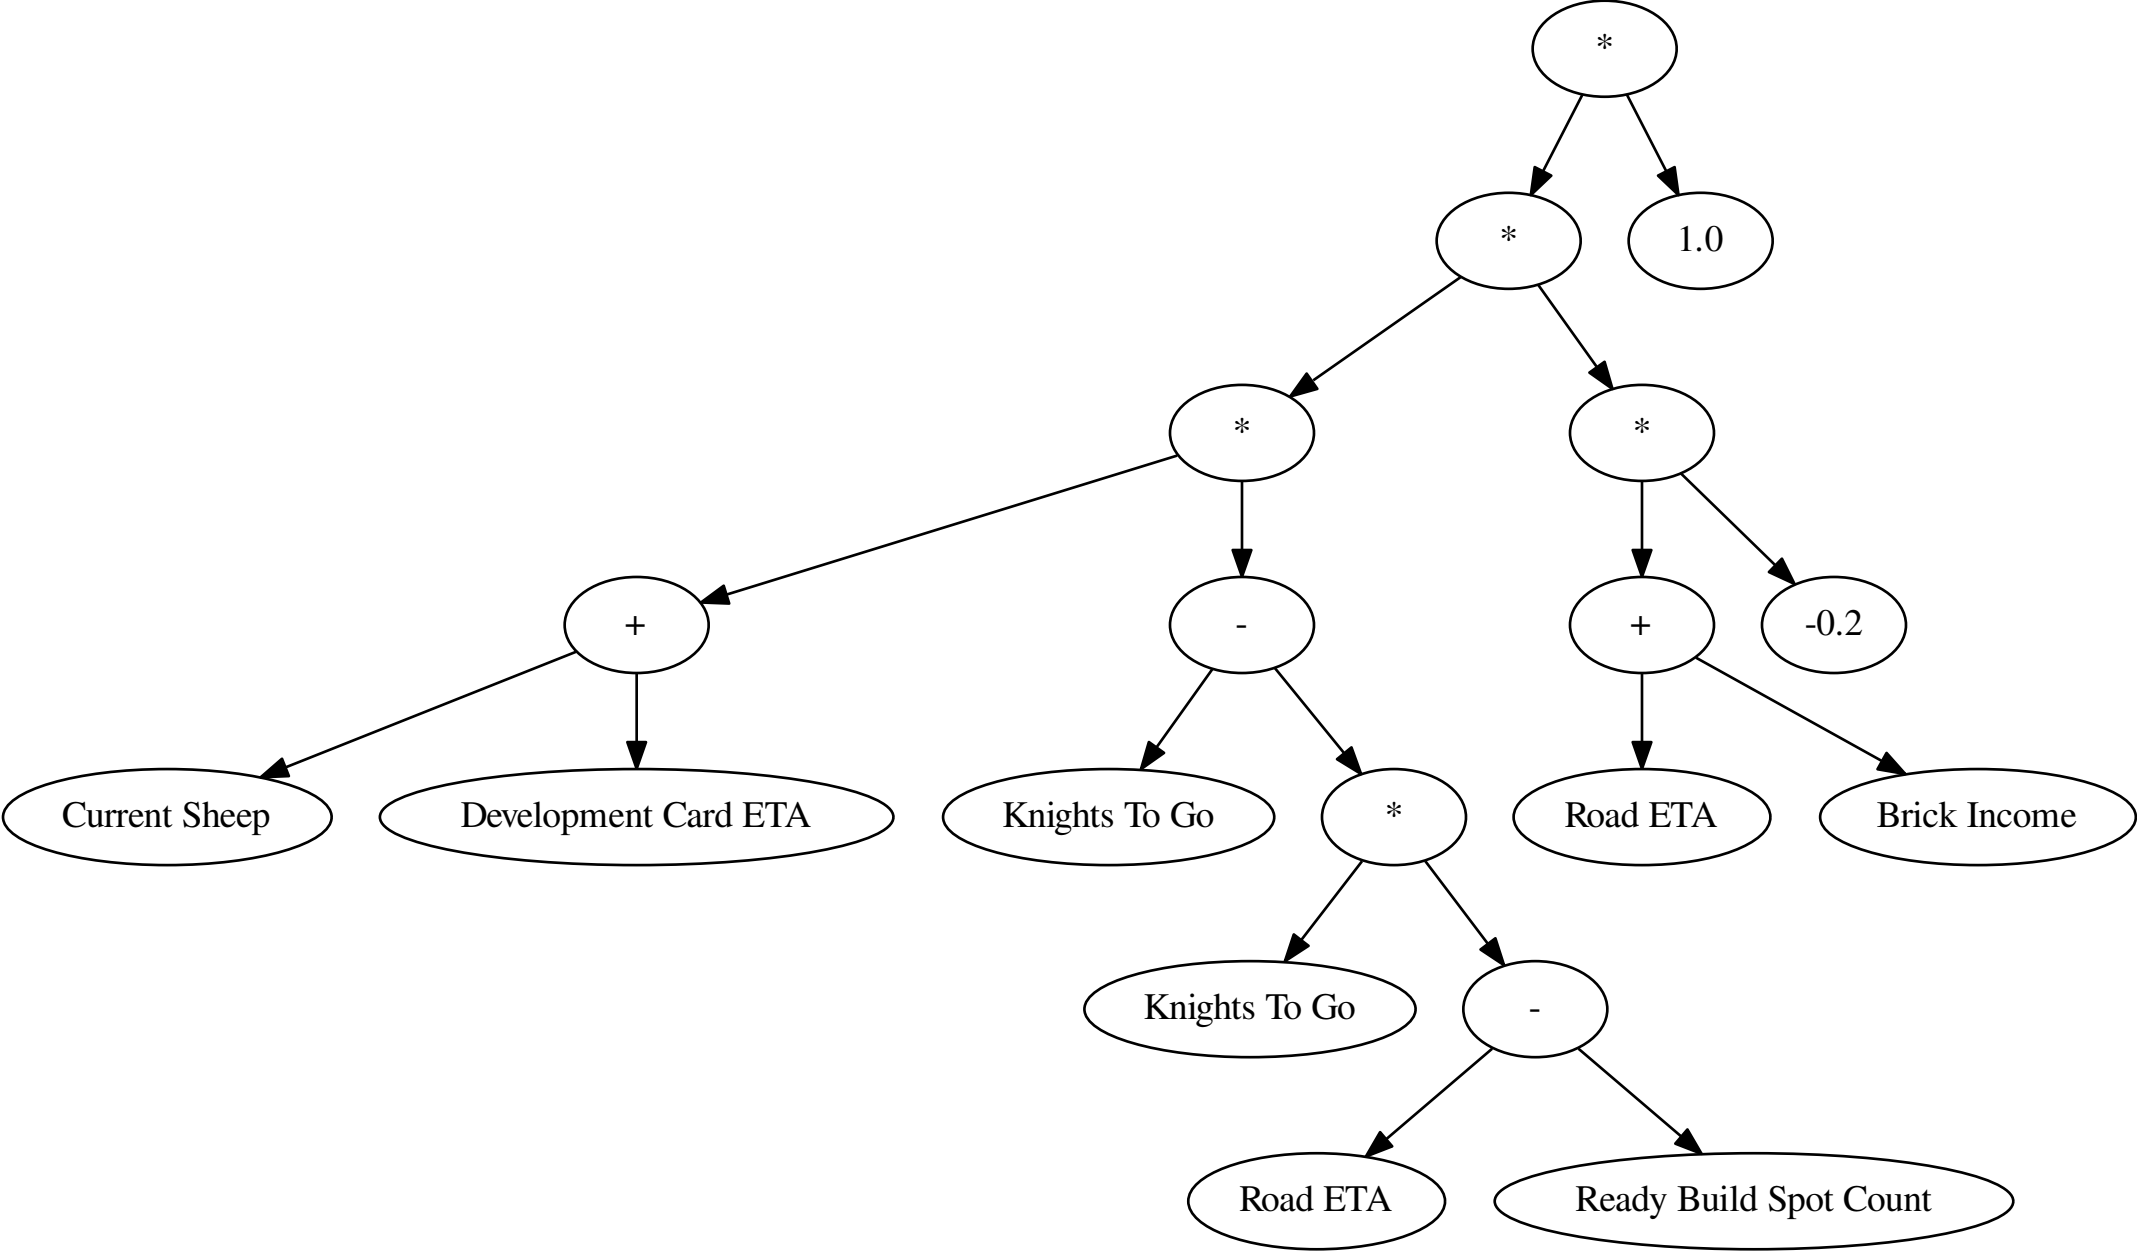 *
*
1.0
*
*
+
-
+
-0.2
Current Sheep
Development Card ETA
Knights To Go
*
Road ETA
Brick Income
Knights To Go
-
Road ETA
Ready Build Spot Count